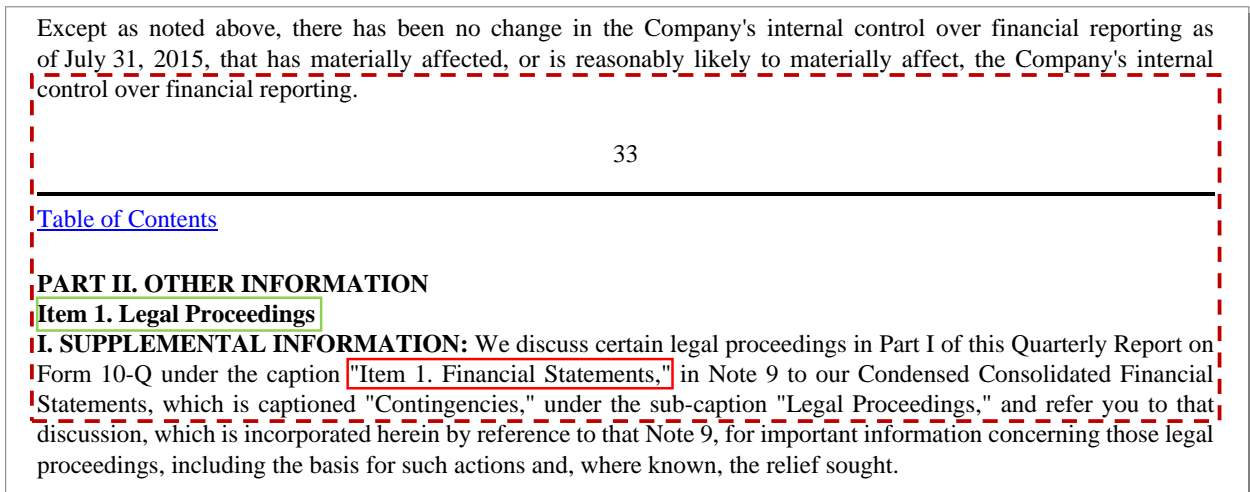 Except as noted above, there has been no change in the Company's internal control over financial reporting as
of July 31, 2015, that has materially affected, or is reasonably likely to materially affect, the Company's internal
control over financial reporting.
33
Table of Contents
PART II. OTHER INFORMATION
Item 1. Legal Proceedings
I. SUPPLEMENTAL INFORMATION: We discuss certain legal proceedings in Part I of this Quarterly Report on
Form 10-Q under the caption "Item 1. Financial Statements," in Note 9 to our Condensed Consolidated Financial
Statements, which is captioned "Contingencies," under the sub-caption "Legal Proceedings," and refer you to that
discussion, which is incorporated herein by reference to that Note 9, for important information concerning those legal
proceedings, including the basis for such actions and, where known, the relief sought.